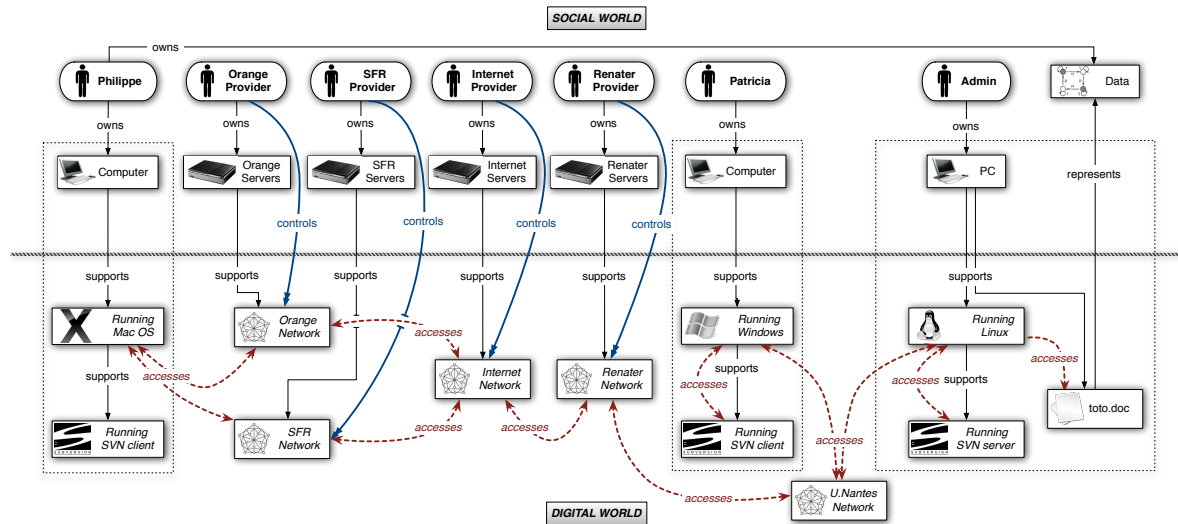 SOCIAL WORLD
owns
Philippe
Orange
Provider
SFR
Provider
Internet
Provider
Renater
Provider
Patricia
Admin
Data
owns
owns
owns
owns
owns
owns
owns
Computer
Orange
Servers
SFR
Servers
Internet
Servers
Renater
Servers
Computer
PC
represents
controls
controls
controls
controls
supports
supports
supports
supports
supports
supports
supports
Running
Mac OS
Orange
Network
accesses
Running
Windows
Running
Linux
accesses
supports
accesses
Internet
Network
Renater
Network
accesses
supports
accesses
supports
toto.doc
SUBVERSION
Running
SVN client
SFR
Network
accesses
accesses
SUBVERSION
Running
SVN client
accesses
SUBVERSION
Running
SVN server
accesses
U.Nantes
Network
DIGITAL WORLD